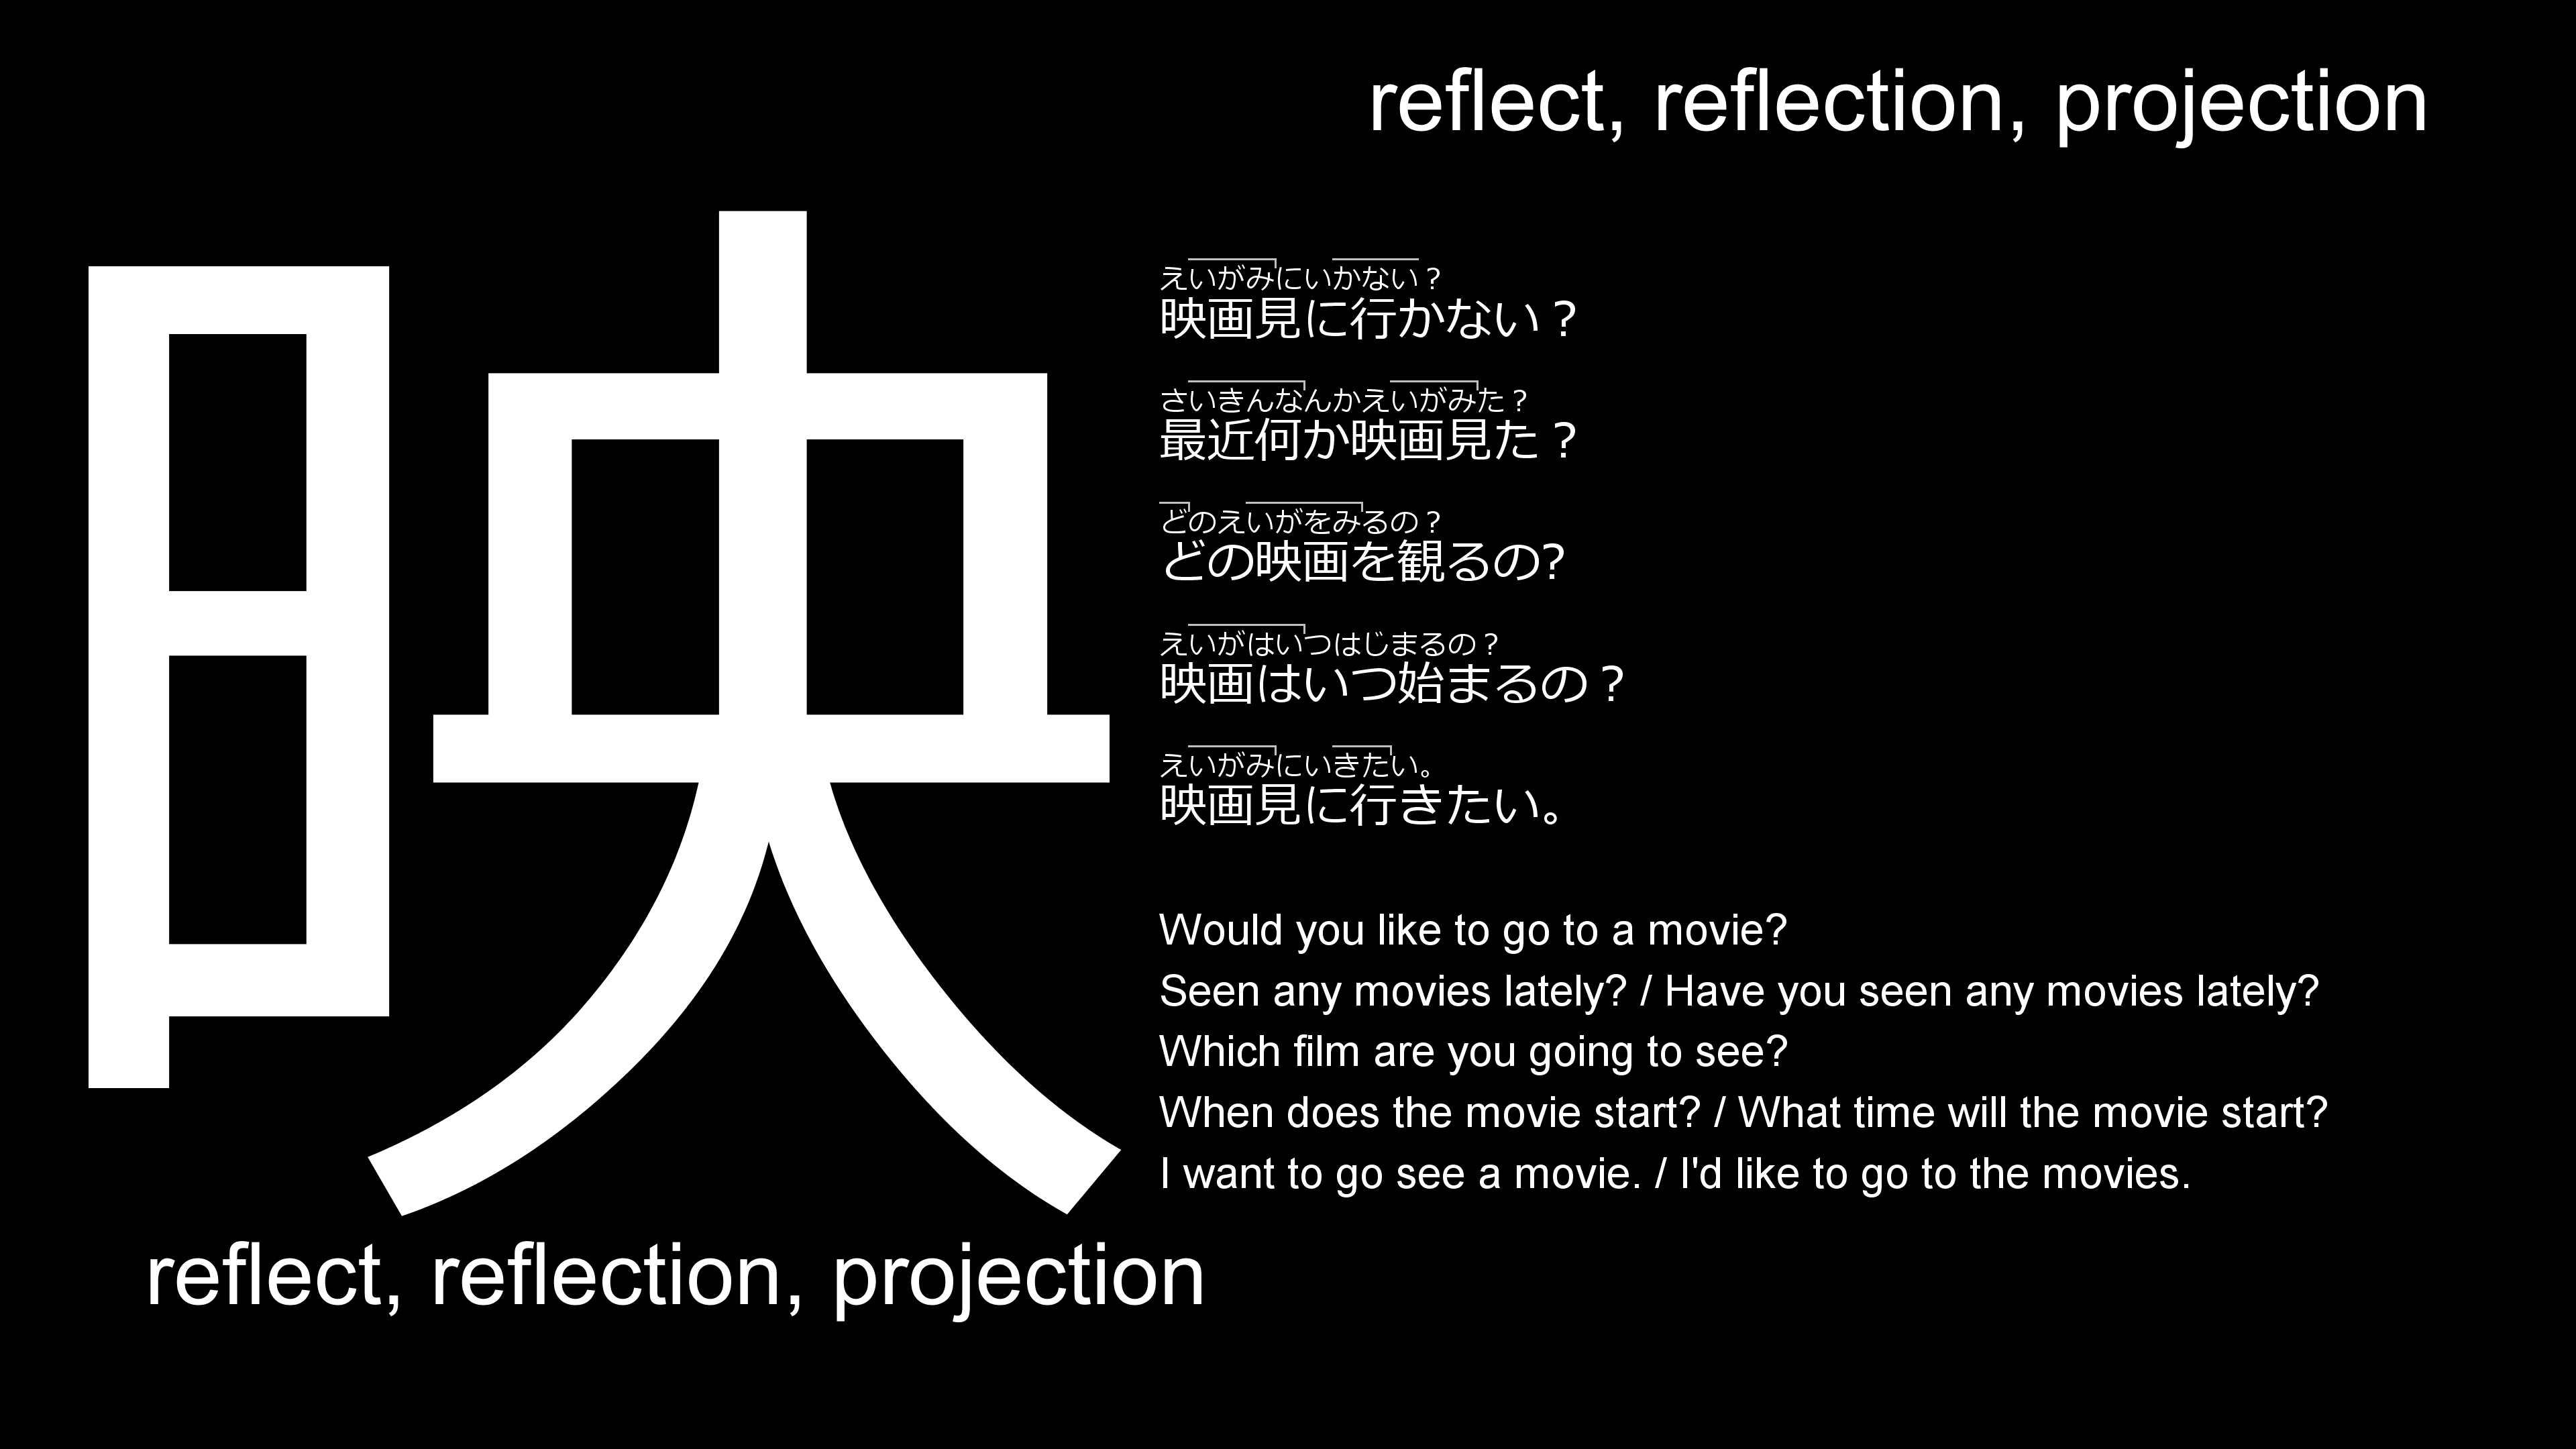 reflect, reflection, projection
映
えいがみにいかない？
映画見に行かない？
さいきんなんかえいがみた？
最近何か映画見た？
どのえいがをみるの？
どの映画を観るの?
えいがはいつはじまるの？
映画はいつ始まるの？
えいがみにいきたい。
映画見に行きたい。
Would you like to go to a movie?
Seen any movies lately? / Have you seen any movies lately?
Which film are you going to see?
When does the movie start? / What time will the movie start?
I want to go see a movie. / I'd like to go to the movies.
reflect, reflection, projection